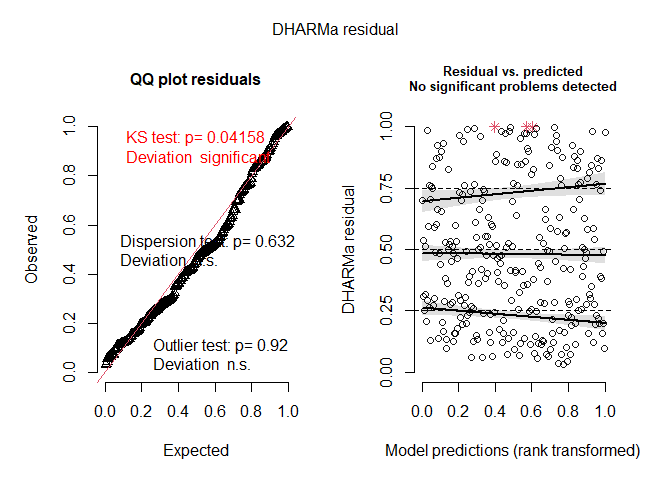 DHARMa residual
QQ plot residuals
KS test: p= 0.04158
Deviation significant
Dispersion test: p= 0.632
Deviation n.s.
Outlier test: p= 0.92
Deviation n.s.
Observed
0.0 0.2 0.4 0.6 0.8 1.0
0.0 0.2 0.4 0.6 0.8 1.0
Expected
Residual vs. predicted
No significant problems detected
DHARMa residual
0.00 0.25 0.50 0.75 1.00
0.0 0.2 0.4 0.6 0.8 1.0
Model predictions (rank transformed)